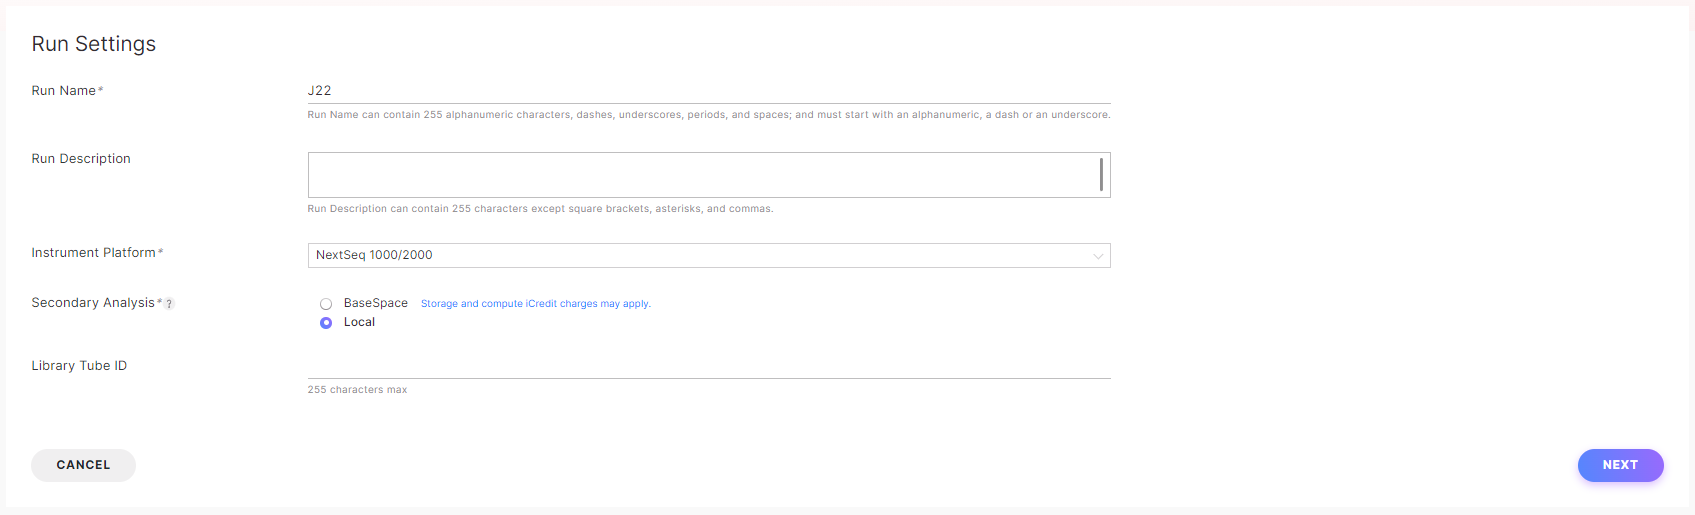 Run Settings
Run Name*
J22
Run Name can contain 255 alphanumeric characters, dashes, underscores, periods, and spaces; and must start with an alphanumeric, a dash or an underscore.
Run Description
Run Description can contain 255 characters except square brackets, asterisks, and commas.
Instrument Platform*
NextSeq 1000/2000
Secondary Analysis* ?
BaseSpace Storage and compute iCredit charges may apply.
Local
Library Tube ID
255 characters max
CANCEL
NEXT